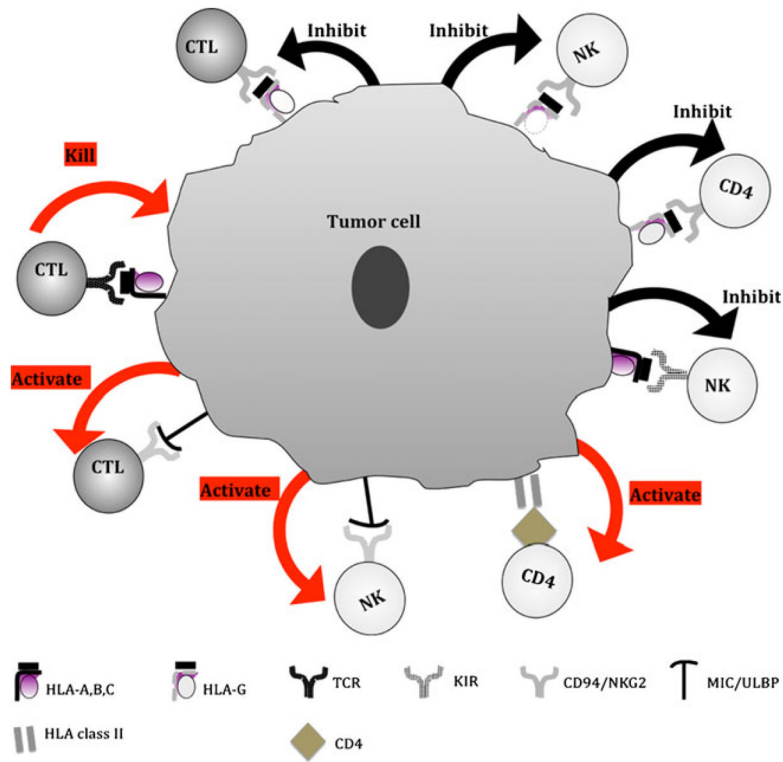 CTL
Inhibit
Inhibit
NK
Inhibit
CD4
Kill
Tumor cell
CTL
Inhibit
NK
Activate
CTL
Activate
Activate
NK
CD4
HLA-A,B,C
HLA-G
TCR
KIR
CD94/NKG2
MIC/ULBP
HLA class II
CD4